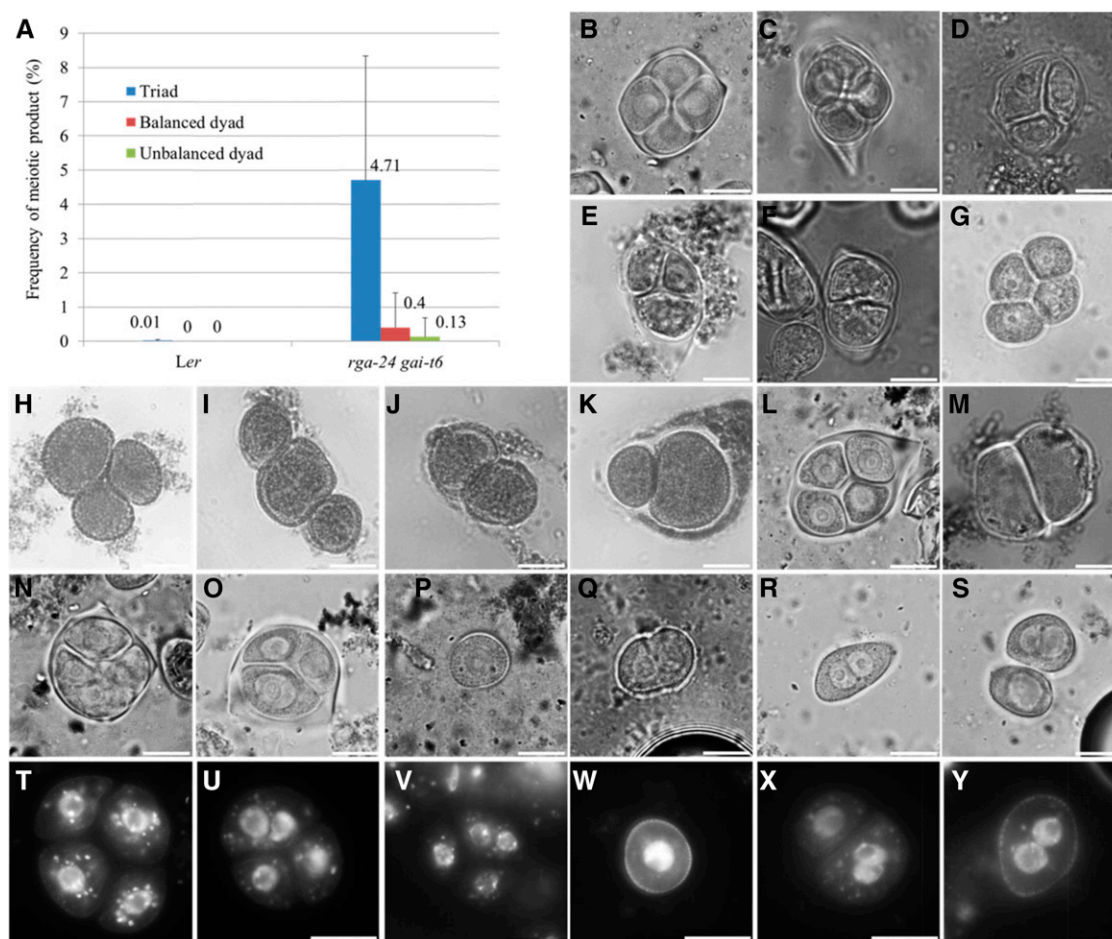 A
Frequency of meiotic product (%)
9
8
7
6
5
4
3
2
1
0
Triad
Balanced dyad
Unbalanced dyad
0.01
0
0
4.71
0.4
0.13
Ler
rga-24 gai-t6
B
C
D
E
F
G
H
I
J
K
L
M
N
O
P
Q
R
S
T
U
V
W
X
Y